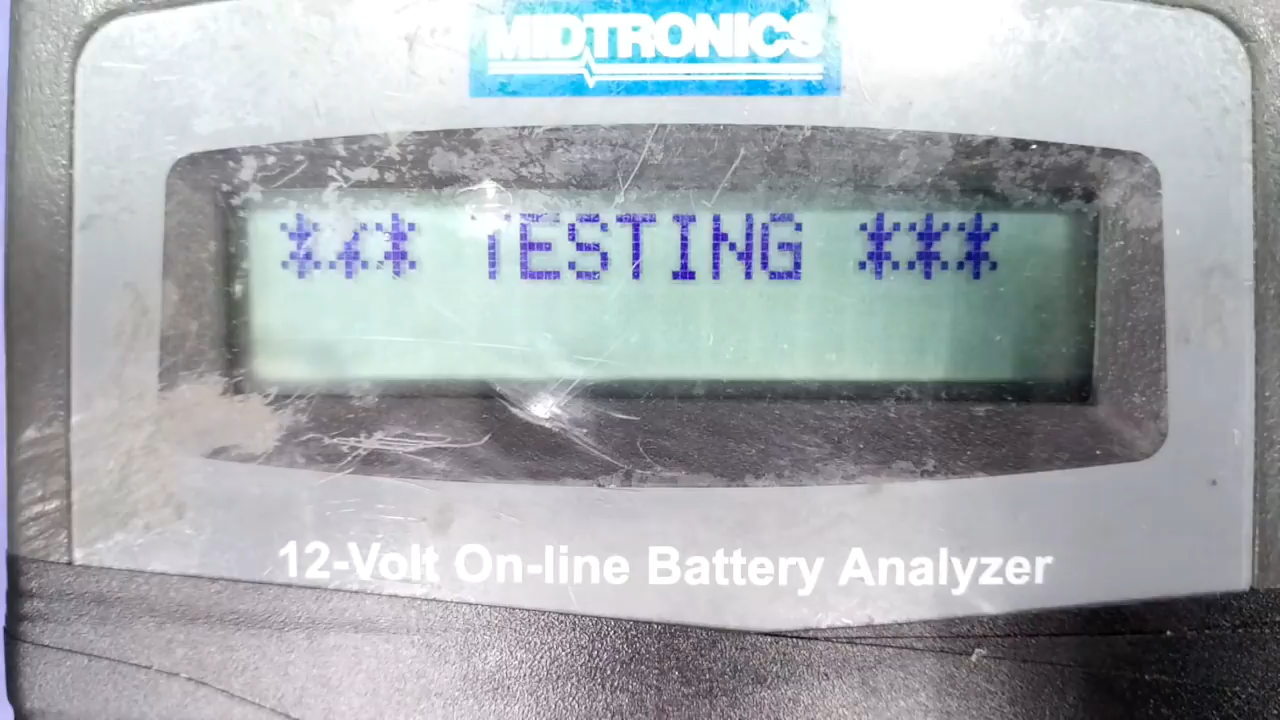 MIDTRONICS
*** TESTING ***
12-Volt On-line Battery Analyzer